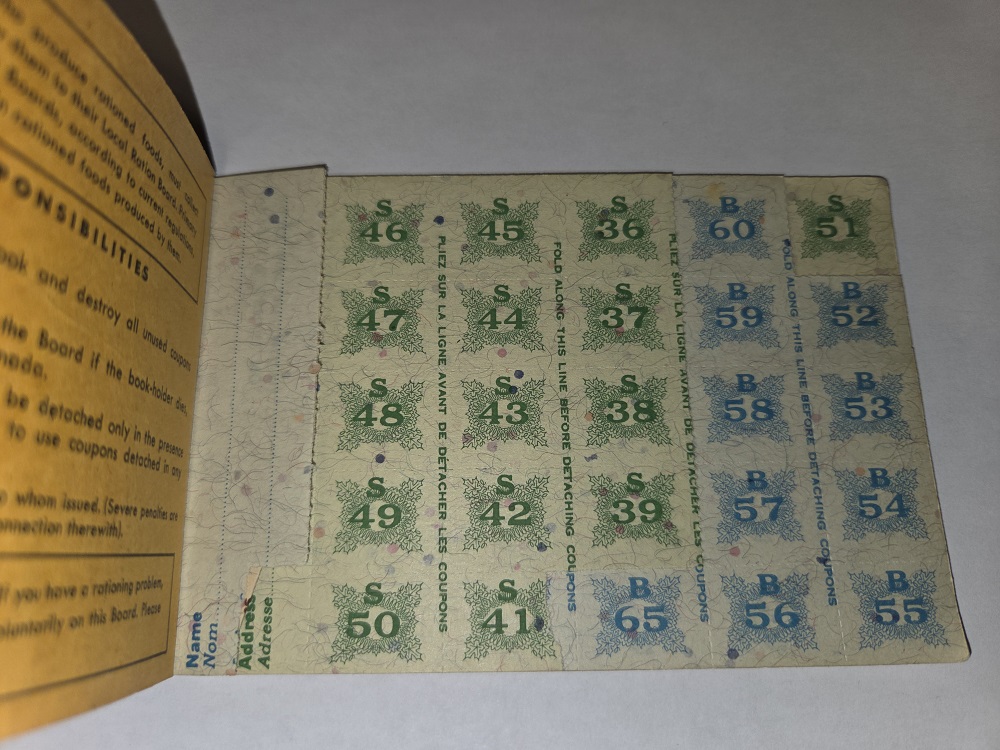 produce rationed foods, must collect
them to their Local Ration Board. Primary
Boards, according to current regulations,
rationed foods produced by them.
PONSIBILITIES
ook and destroy all unused coupons
the Board if the book-holder dies,
nada.
be detached only in the presence
to use coupons detached in any
whom issued. (Severe penalties are
onnection therewith).
If you have a rationing problem,
oluntarily on this Board. Please
Name
Nom.
Address
Adresse
S 46
S 45
S 36
B 60
S 51
S 47
S 44
S 37
B 59
B 52
S 48
S 43
S 38
B 58
B 53
S 49
S 42
S 39
B 57
B 54
S 50
S 41
B 65
B 56
B 55
PLIEZ SUR LA LIGNE AVANT DE DÉTACHER LES COUPONS
FOLD ALONG THIS LINE BEFORE DETACHING COUPONS
PLIEZ SUR LA LIGNE AVANT DE DÉTACHER LES COUPONS
FOLD ALONG THIS LINE BEFORE DETACHING COUPONS